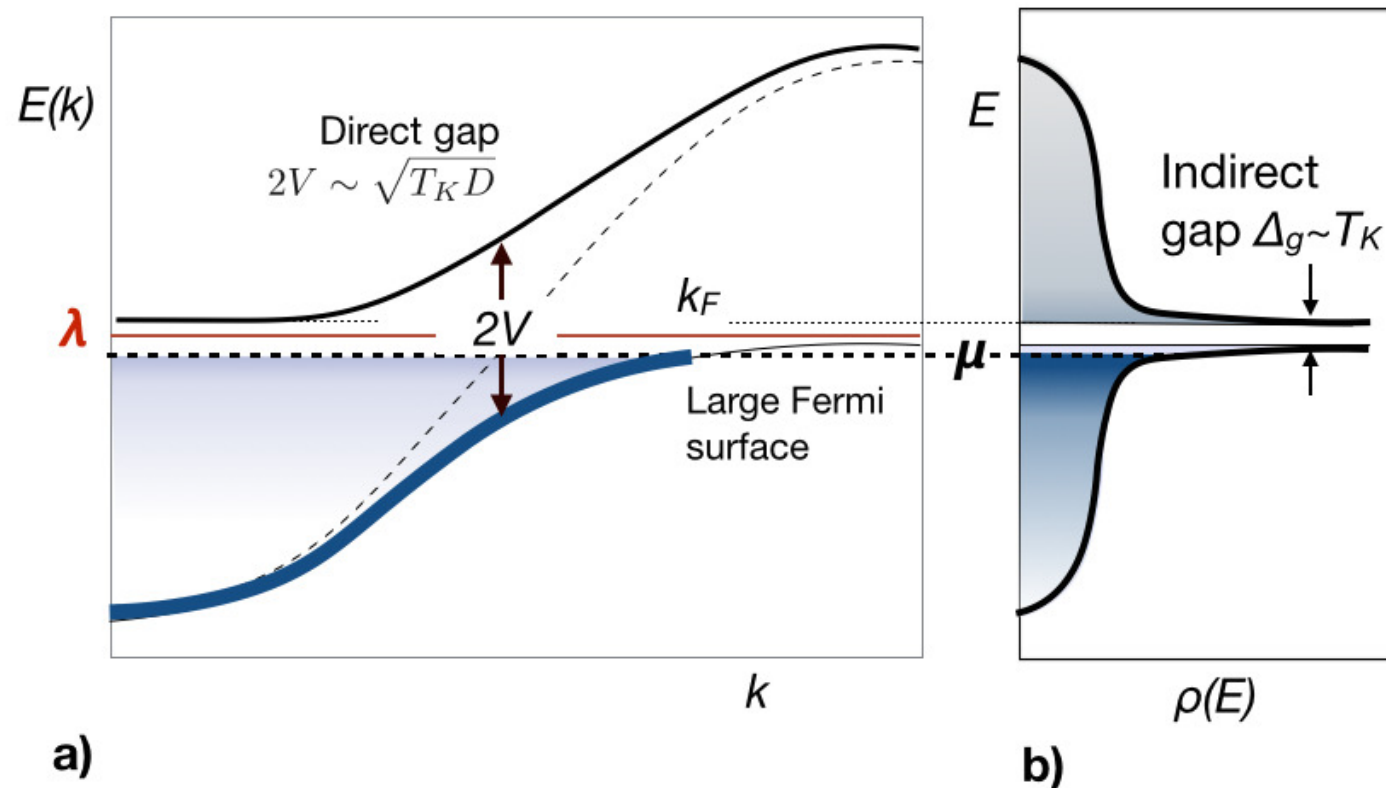 E(k)
Direct gap
2V ∼ √(T_K D)
λ
2V
k_F
μ
Large Fermi
surface
k
a)
E
Indirect
gap Δ_g~T_K
ρ(E)
b)